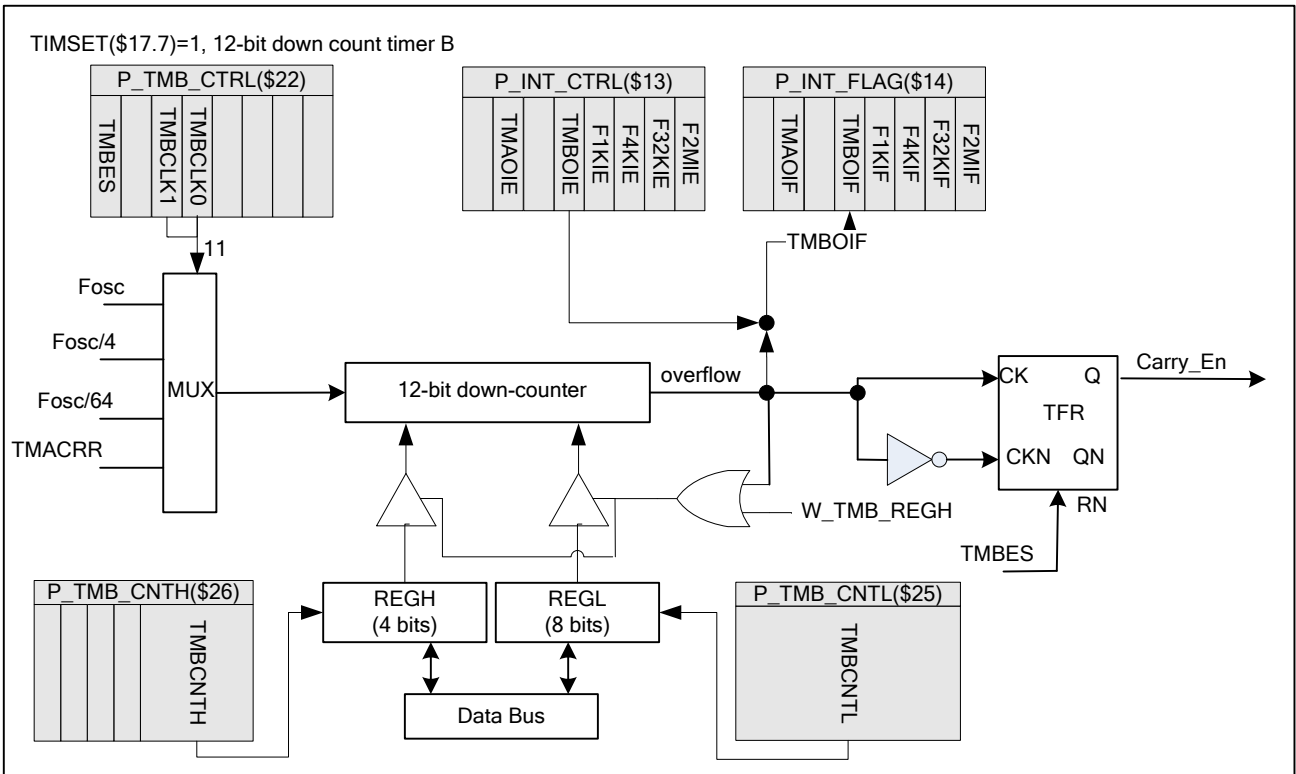 TIMSET($17.7)=1, 12-bit down count timer B
P_TMB_CTRL($22)
TMBES
TMBCLK1
TMBCLK0
P_INT_CTRL($13)
TMAOIE
TMBOIE
F1KIE
F4KIE
F32KIE
F2MIE
P_INT_FLAG($14)
TMAOIF
TMBOIF
F1KIF
F4KIF
F32KIF
F2MIF
TMBOIF
11
Fosc
Fosc/4
Fosc/64
TMACRR
MUX
12-bit down-counter
overflow
CK
Q
TFR
CKN
QN
RN
Carry_En
W_TMB_REGH
TMBES
P_TMB_CNTH($26)
TMBCNTH
REGH
(4 bits)
REGL
(8 bits)
P_TMB_CNTL($25)
TMBCNTL
Data Bus